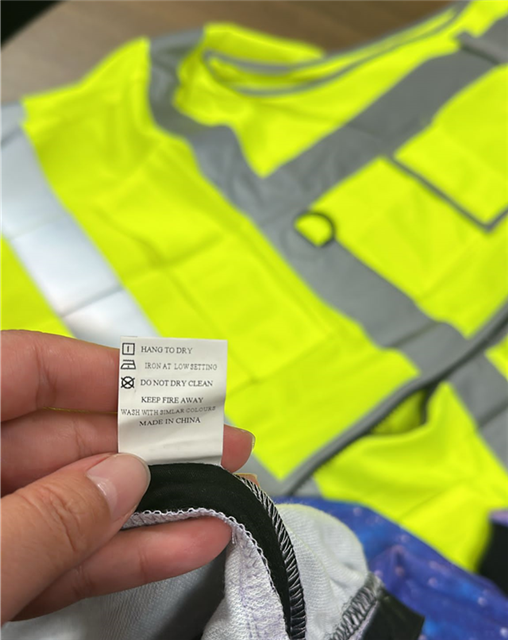 HANG TO DRY
IRON AT LOW SETTING
DO NOT DRY CLEAN
KEEP FIRE AWAY
WASH WITH SIMLAR COLOURS
MADE IN CHINA